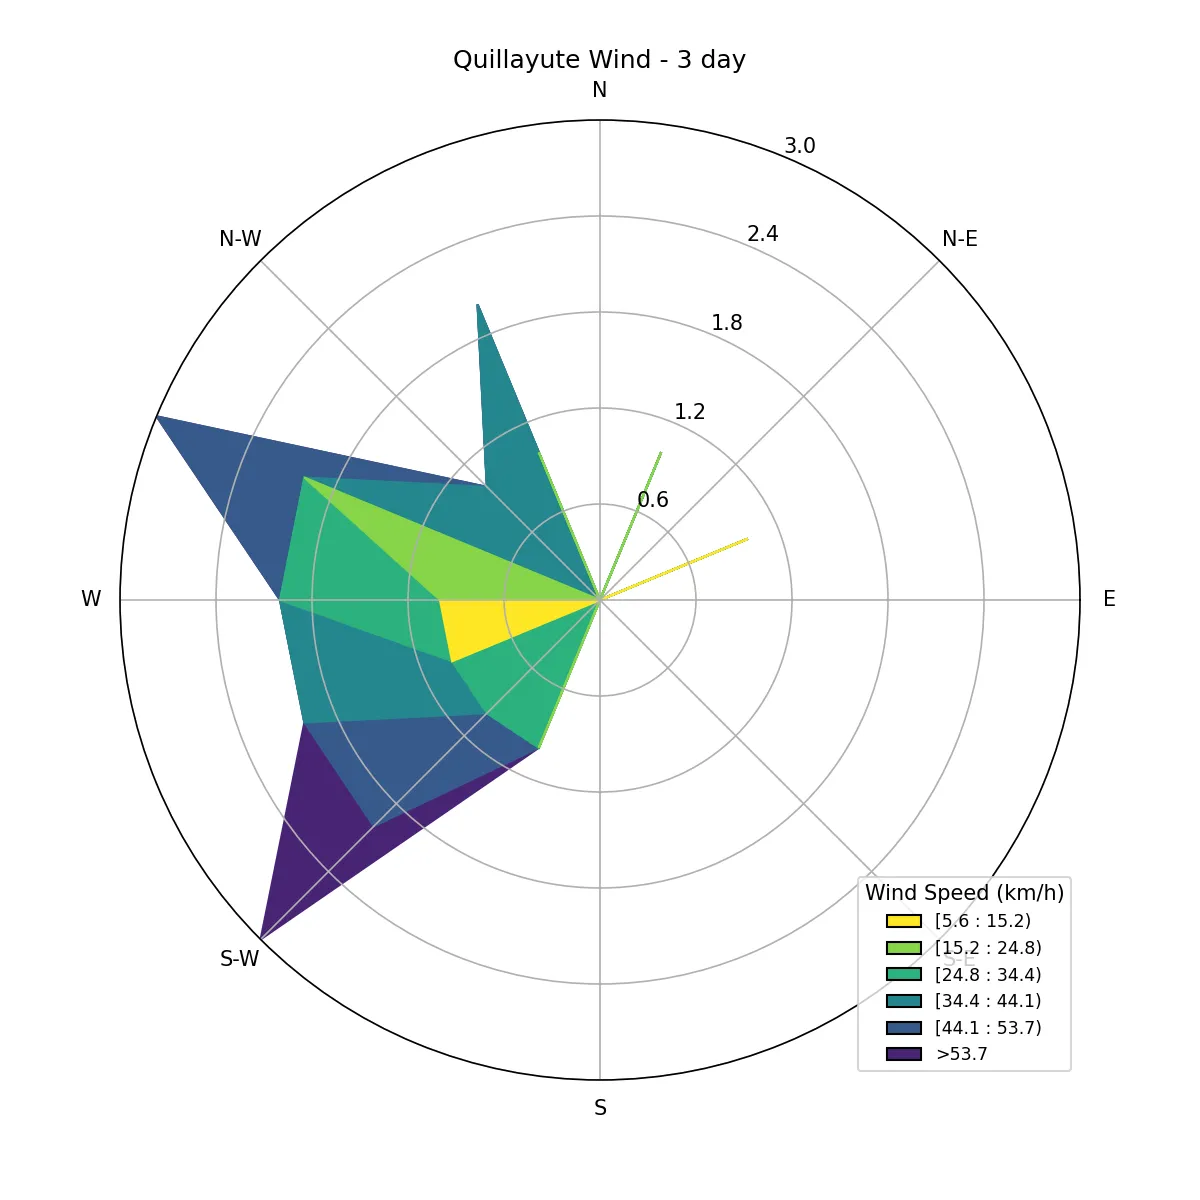 Quillayute Wind - 3 day
N
3.0
N-W
2.4
N-E
1.8
1.2
0.6
W
E
Wind Speed (km/h)
[5.6 : 15.2)
[15.2 : 24.8)
S-W
S-E
[24.8 : 34.4)
[34.4 : 44.1)
[44.1 : 53.7)
>53.7
S